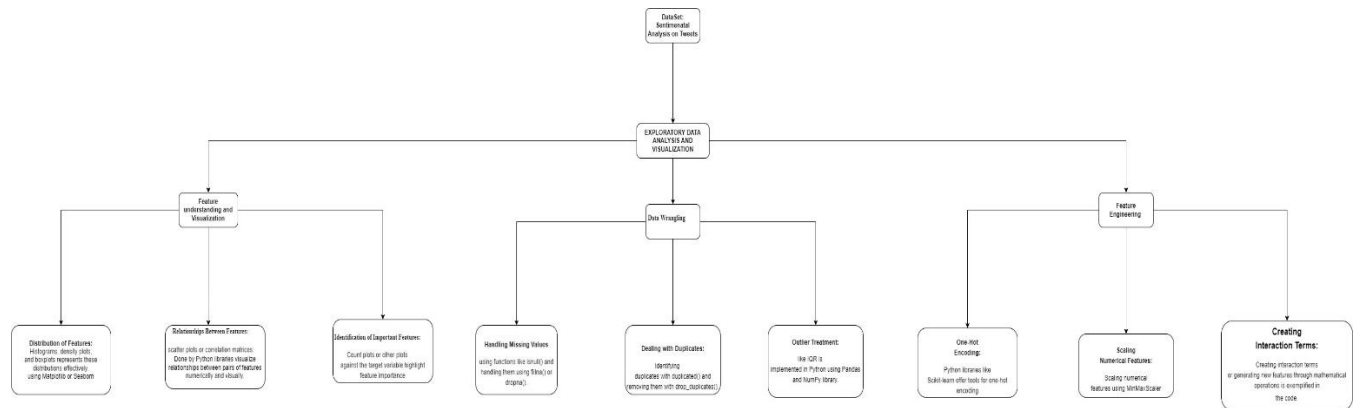 DataSet:
Sentimenatal
Analysis on Tweets
EXPLORATORY DATA
ANALYSIS AND
VISUALIZATION
Feature
understanding and
Visualization
Data Wrangling
Feature
Engineering
Distribution of Features:
Histograms, density plots,
and boxplots represents these
distributions effectively
using Matplotlib or Seaborn
Relationships Between Features:
scatter plots or correlation matrices.
Done by Python libraries visualize
relationships between pairs of features
numerically and visually.
Identification of Important Features:
Count plots or other plots
against the target variable highlight
feature importance
Handling Missing Values
using functions like isnull() and
handling them using fillna() or
dropna().
Dealing with Duplicates:
Identifying
duplicates with duplicated() and
removing them with drop_duplicates()
Outlier Treatment:
like IQR is
implemented in Python using Pandas
and NumPy library.
One-Hot
Encoding:
Python libraries like
Scikit-learn offer tools for one-hot
encoding
Scaling
Numerical Features:
Scaling numerical
features using MinMaxScaler
Creating
Interaction Terms:
Creating interaction terms
or generating new features through mathematical
operations is exemplified in
the code.